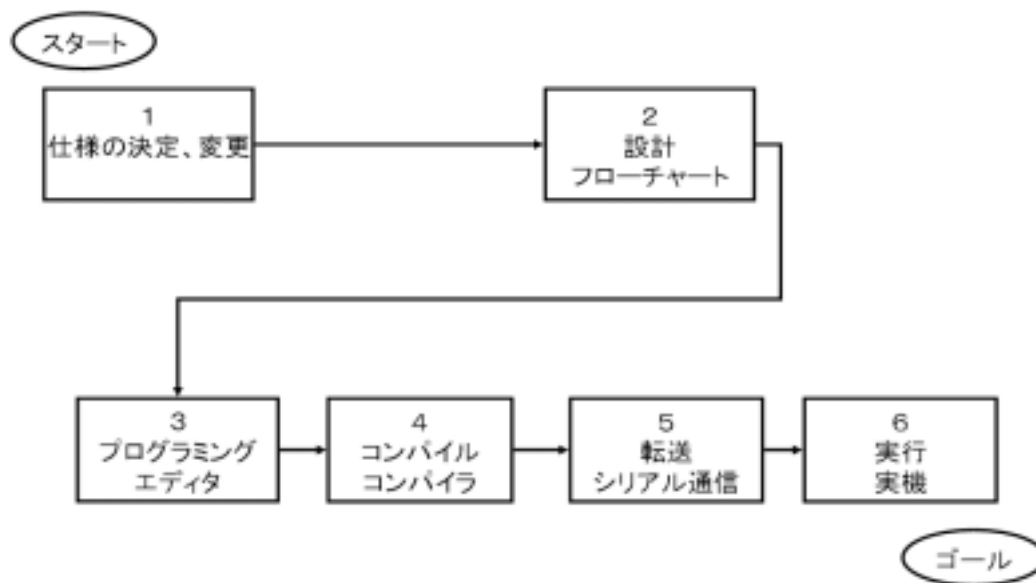 スタート
1
仕様の決定、変更
2
設計
フローチャート
3
プログラミング
エディタ
4
コンパイル
コンパイラ
5
転送
シリアル通信
6
実行
実機
ゴール